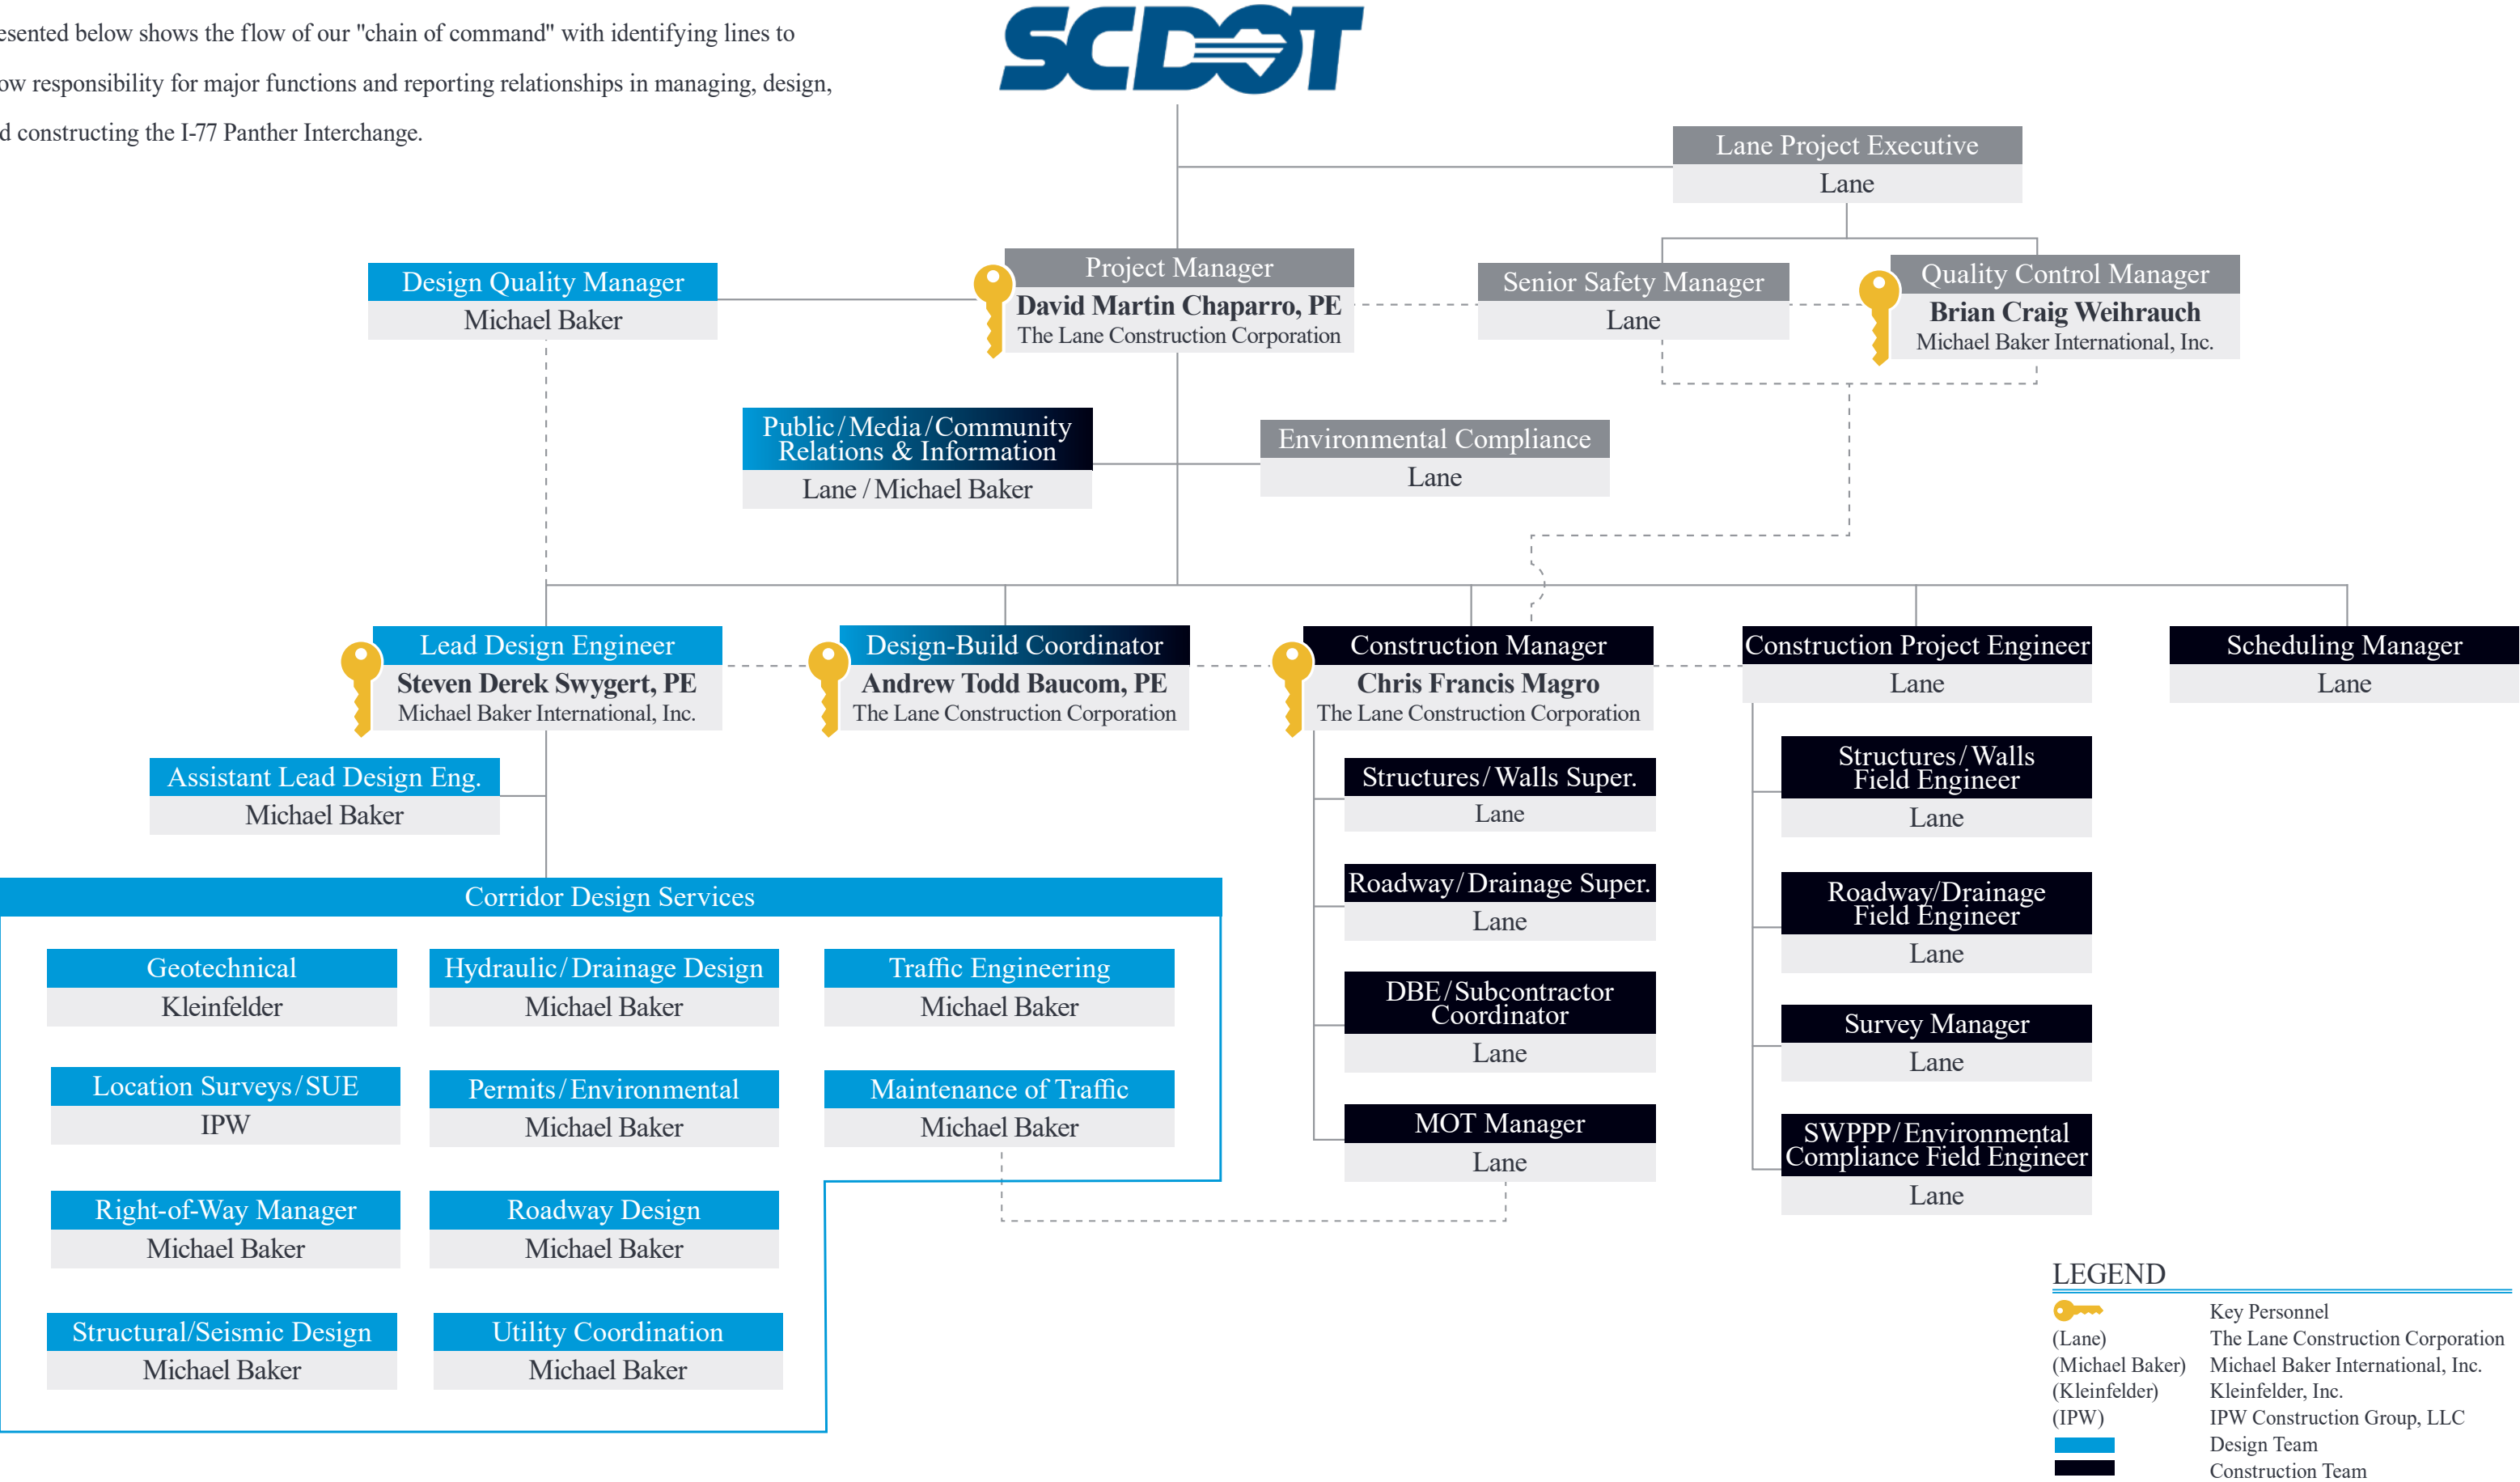 esented below shows the flow of our "chain of command" with identifying lines to
ow responsibility for major functions and reporting relationships in managing, design,
d constructing the I-77 Panther Interchange.
SCDOT
Lane Project Executive
Lane
Design Quality Manager
Michael Baker
Project Manager
David Martin Chaparro, PE
The Lane Construction Corporation
Senior Safety Manager
Lane
Quality Control Manager
Brian Craig Weihrauch
Michael Baker International, Inc.
Public/Media/Community
Relations & Information
Lane / Michael Baker
Environmental Compliance
Lane
Lead Design Engineer
Steven Derek Swygert, PE
Michael Baker International, Inc.
Design-Build Coordinator
Andrew Todd Baucom, PE
The Lane Construction Corporation
Construction Manager
Chris Francis Magro
The Lane Construction Corporation
Construction Project Engineer
Lane
Scheduling Manager
Lane
Assistant Lead Design Eng.
Michael Baker
Structures/Walls Super.
Lane
Roadway/Drainage Super.
Lane
DBE/Subcontractor
Coordinator
Lane
MOT Manager
Lane
Structures/Walls
Field Engineer
Lane
Roadway/Drainage
Field Engineer
Lane
Survey Manager
Lane
SWPPP/Environmental
Compliance Field Engineer
Lane
Corridor Design Services
Geotechnical
Kleinfelder
Hydraulic/Drainage Design
Michael Baker
Traffic Engineering
Michael Baker
Location Surveys/SUE
IPW
Permits/Environmental
Michael Baker
Maintenance of Traffic
Michael Baker
Right-of-Way Manager
Michael Baker
Roadway Design
Michael Baker
Structural/Seismic Design
Michael Baker
Utility Coordination
Michael Baker
LEGEND
Key Personnel
(Lane) The Lane Construction Corporation
(Michael Baker) Michael Baker International, Inc.
(Kleinfelder) Kleinfelder, Inc.
(IPW) IPW Construction Group, LLC
Design Team
Construction Team